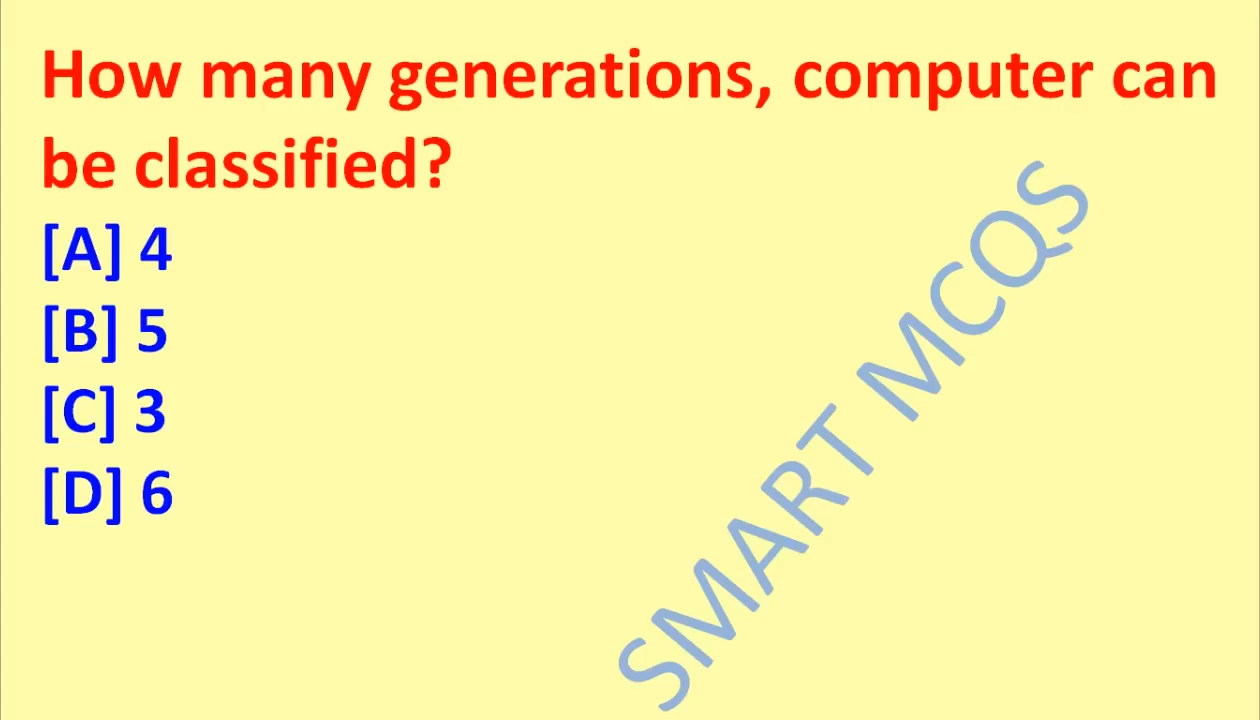 How many generations, computer can
be classified?
[A] 4
[B] 5
[C] 3
[D] 6
SMART MCQS